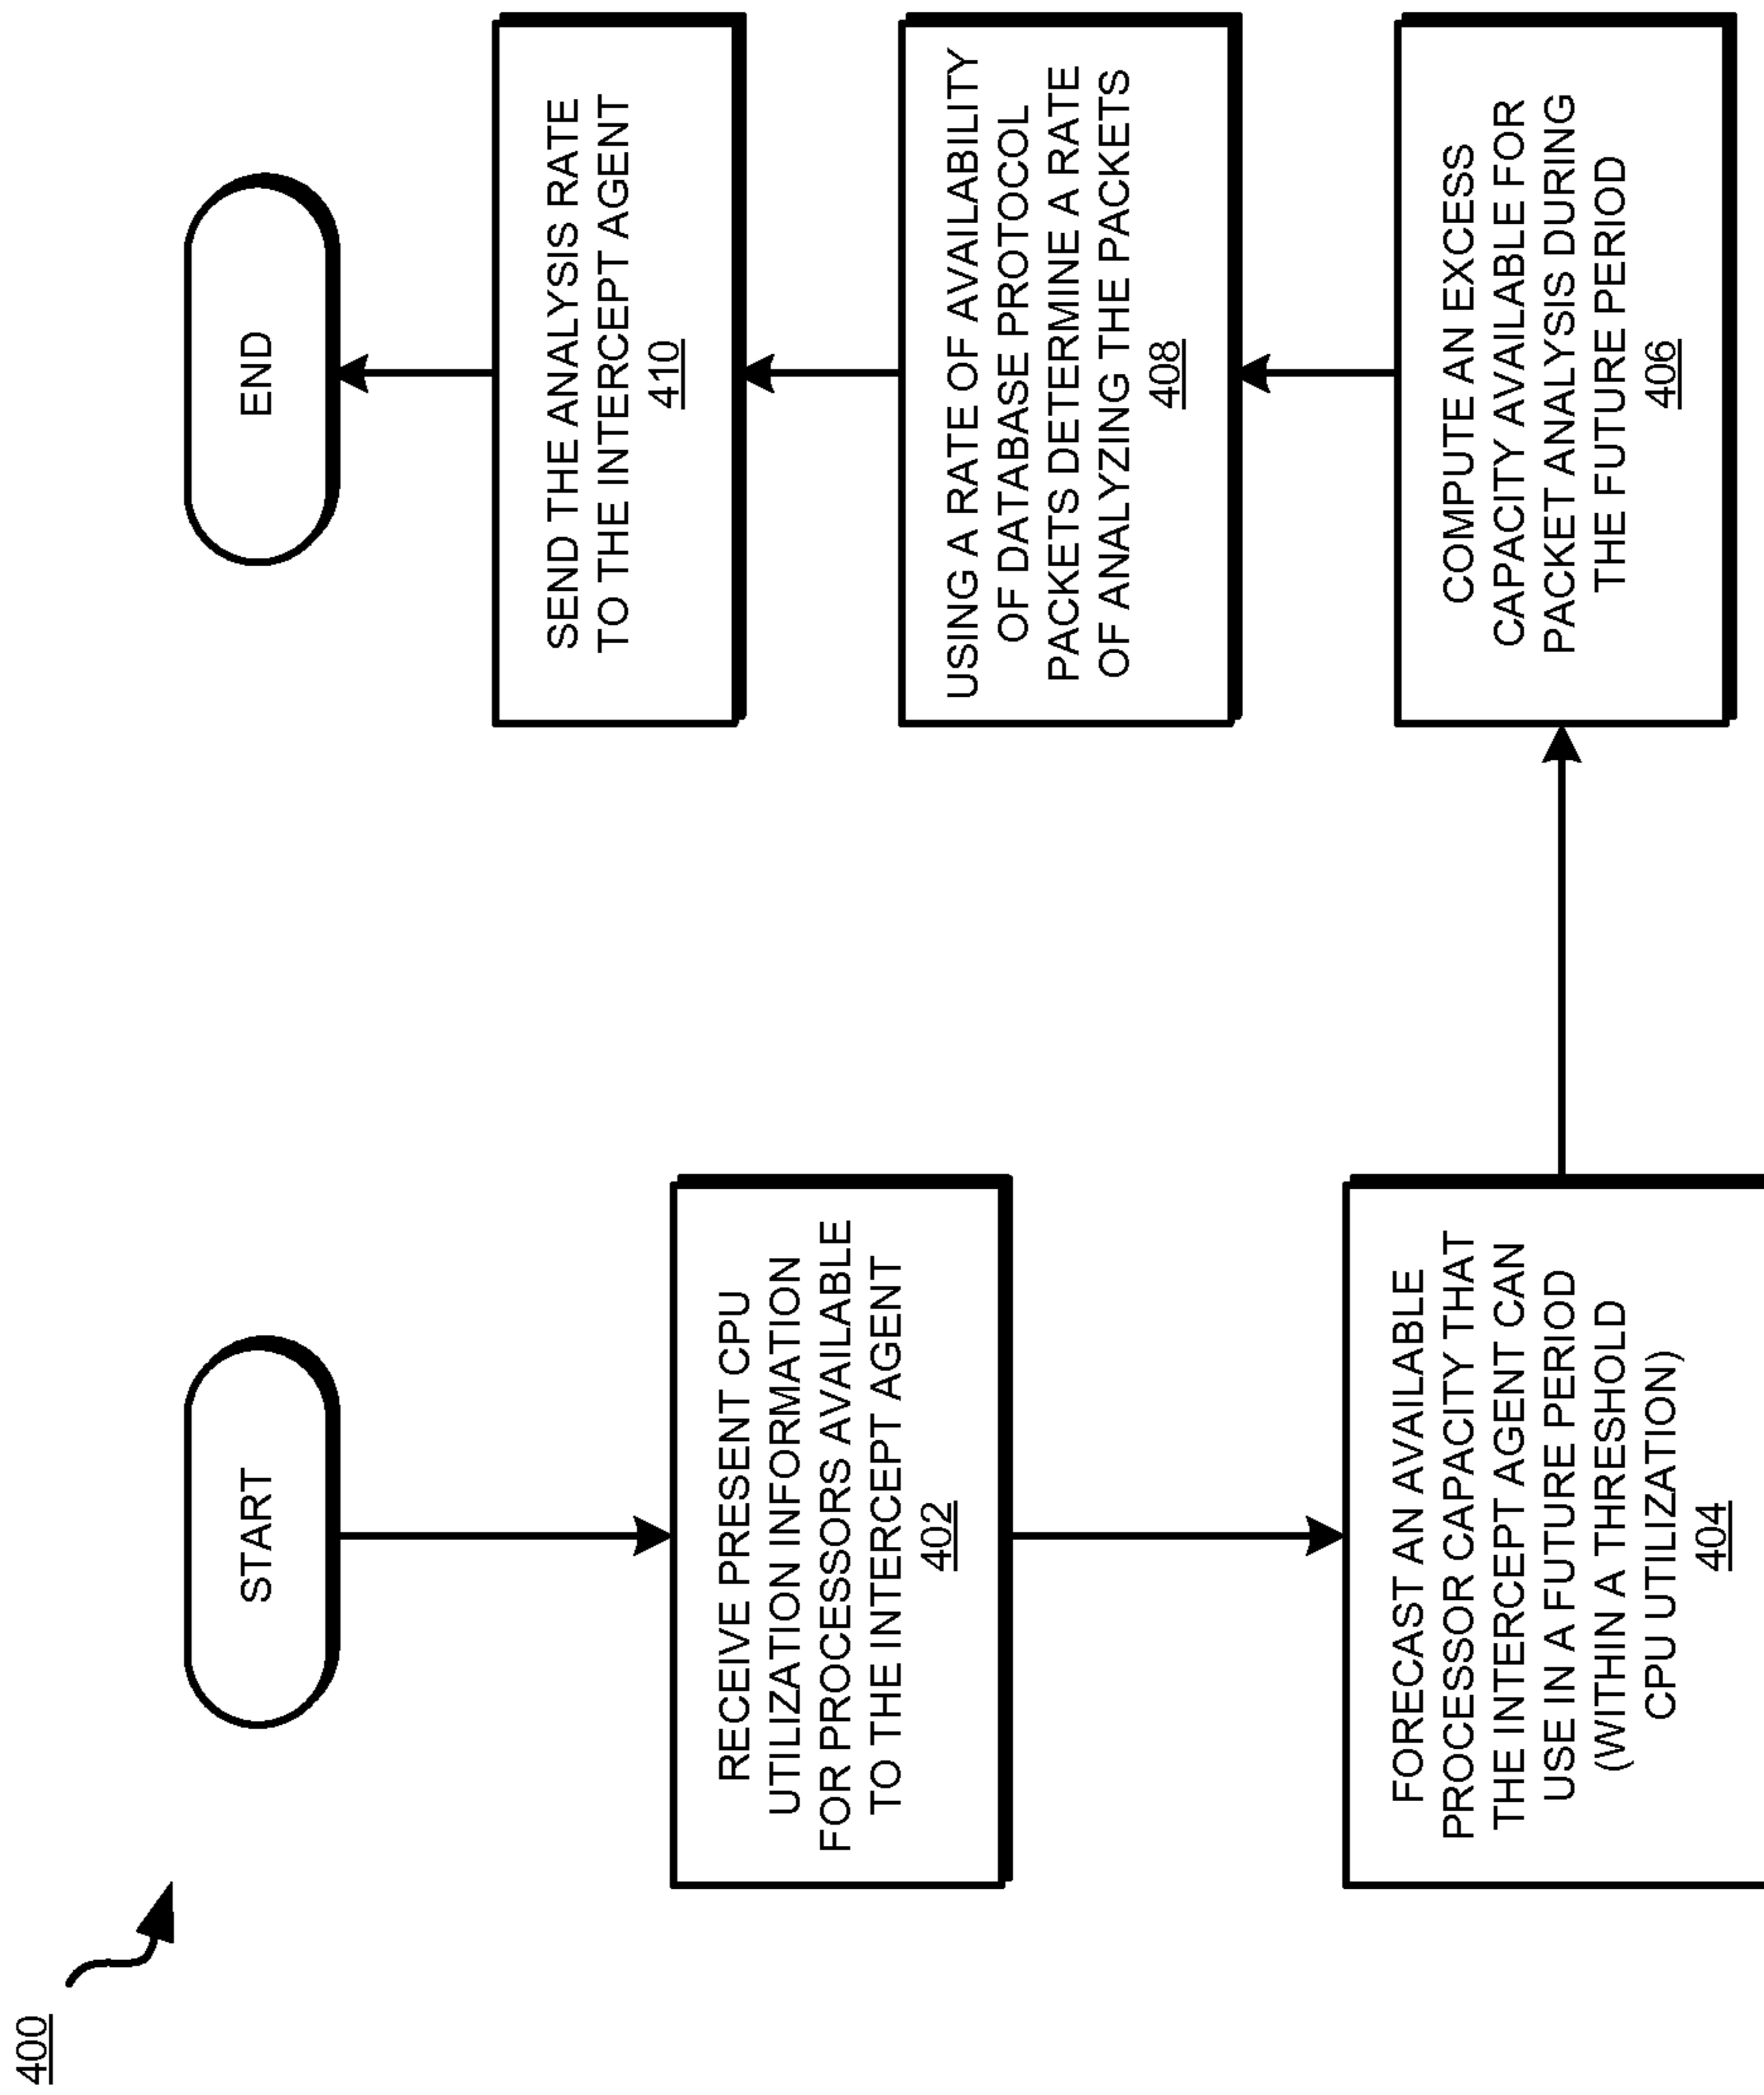 400
START
RECEIVE PRESENT CPU
UTILIZATION INFORMATION
FOR PROCESSORS AVAILABLE
TO THE INTERCEPT AGENT
402
FORECAST AN AVAILABLE
PROCESSOR CAPACITY THAT
THE INTERCEPT AGENT CAN
USE IN A FUTURE PERIOD
(WITHIN A THRESHOLD
CPU UTILIZATION)
404
COMPUTE AN EXCESS
CAPACITY AVAILABLE FOR
PACKET ANALYSIS DURING
THE FUTURE PERIOD
406
USING A RATE OF AVAILABILITY
OF DATABASE PROTOCOL
PACKETS DETERMINE A RATE
OF ANALYZING THE PACKETS
408
SEND THE ANALYSIS RATE
TO THE INTERCEPT AGENT
410
END